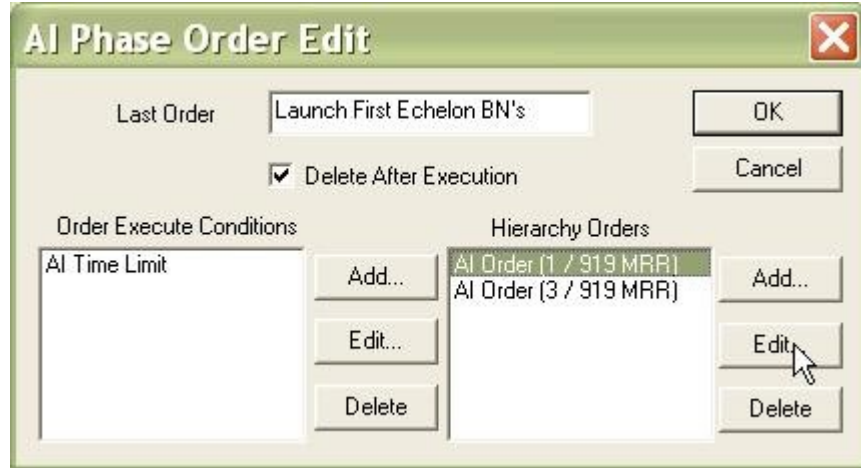 AI Phase Order Edit
Last Order
Launch First Echelon BN's
OK
Delete After Execution
Cancel
Order Execute Conditions
Hierarchy Orders
AI Time Limit
AI Order (1 / 919 MRR)
AI Order (3 / 919 MRR)
Add...
Add...
Edit...
Edit..
Delete
Delete